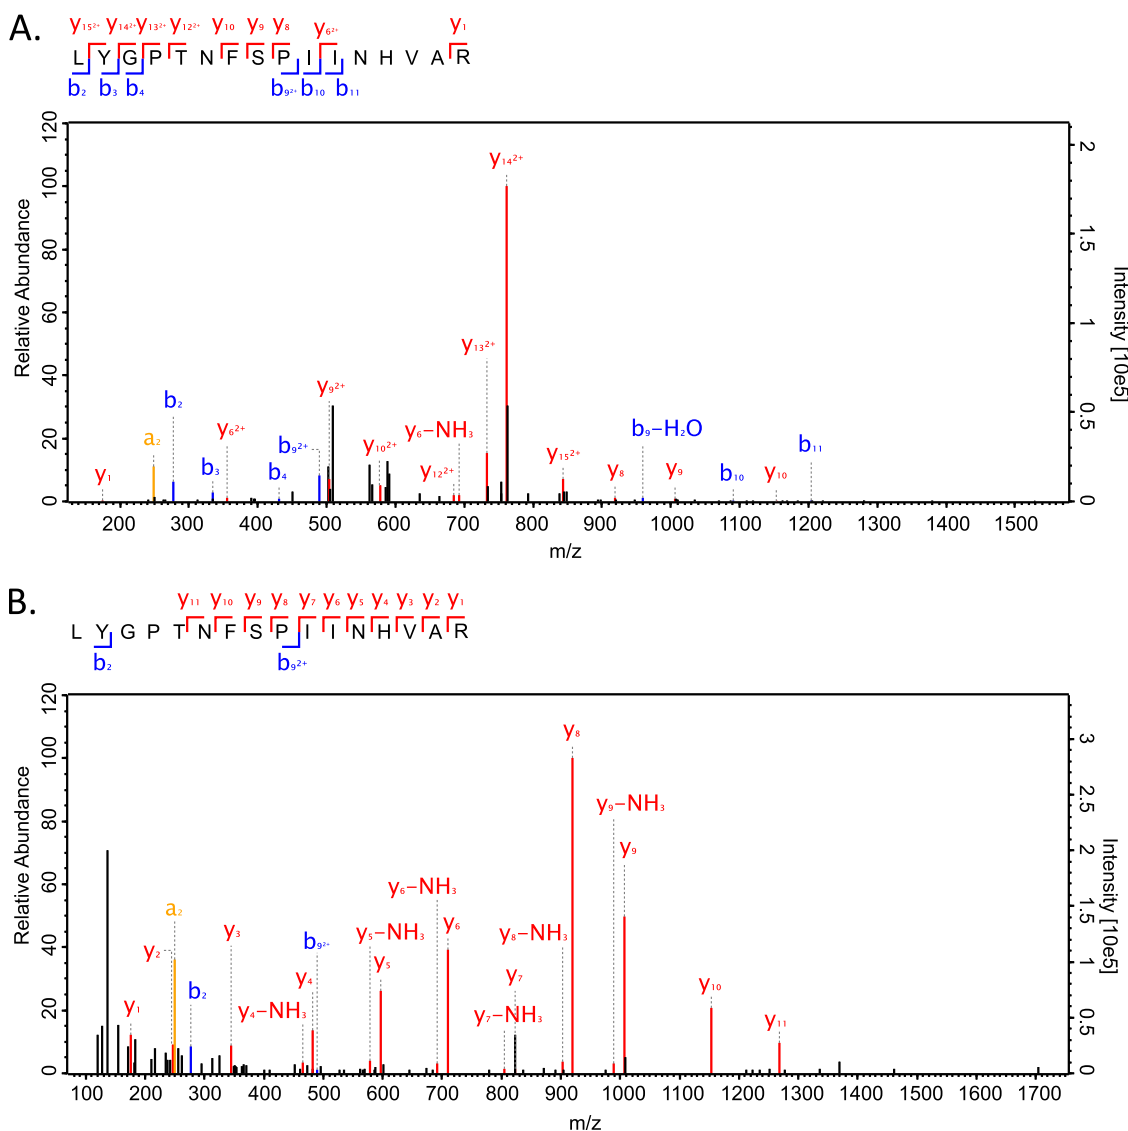 A.
y₁₅²⁺ y₁₄²⁺ y₁₃²⁺ y₁₂²⁺ y₁₀ y₉ y₈ y₆²⁺ y₁
L Y G P T N F S P I I N H V A R
b₂ b₃ b₄ b₉²⁺ b₁₀ b₁₁
120
100
80
60
40
20
0
Relative Abundance
2
1.5
1
0.5
0
Intensity [10e5]
y₁₄²⁺
y₁₃²⁺
y₉²⁺
b₂
a₂
y₆²⁺
y₆–NH₃
b₉–H₂O
b₉²⁺
y₁₀²⁺
b₁₁
y₁
b₃
b₄
y₁₂²⁺
y₁₅²⁺
y₈
y₉
b₁₀
y₁₀
200 300 400 500 600 700 800 900 1000 1100 1200 1300 1400 1500
m/z
B.
y₁₁ y₁₀ y₉ y₈ y₇ y₆ y₅ y₄ y₃ y₂ y₁
L Y G P T N F S P I I N H V A R
b₂ b₉²⁺
120
100
80
60
40
20
0
Relative Abundance
3
2.5
2
1.5
1
0.5
0
Intensity [10e5]
y₈
y₉–NH₃
y₉
y₆–NH₃
a₂
y₆
y₃
y₅–NH₃
y₈–NH₃
b₉²⁺
y₂
y₅
y₄
y₇
b₂
y₁₀
y₁
y₄–NH₃
y₇–NH₃
y₁₁
100 200 300 400 500 600 700 800 900 1000 1100 1200 1300 1400 1500 1600 1700
m/z